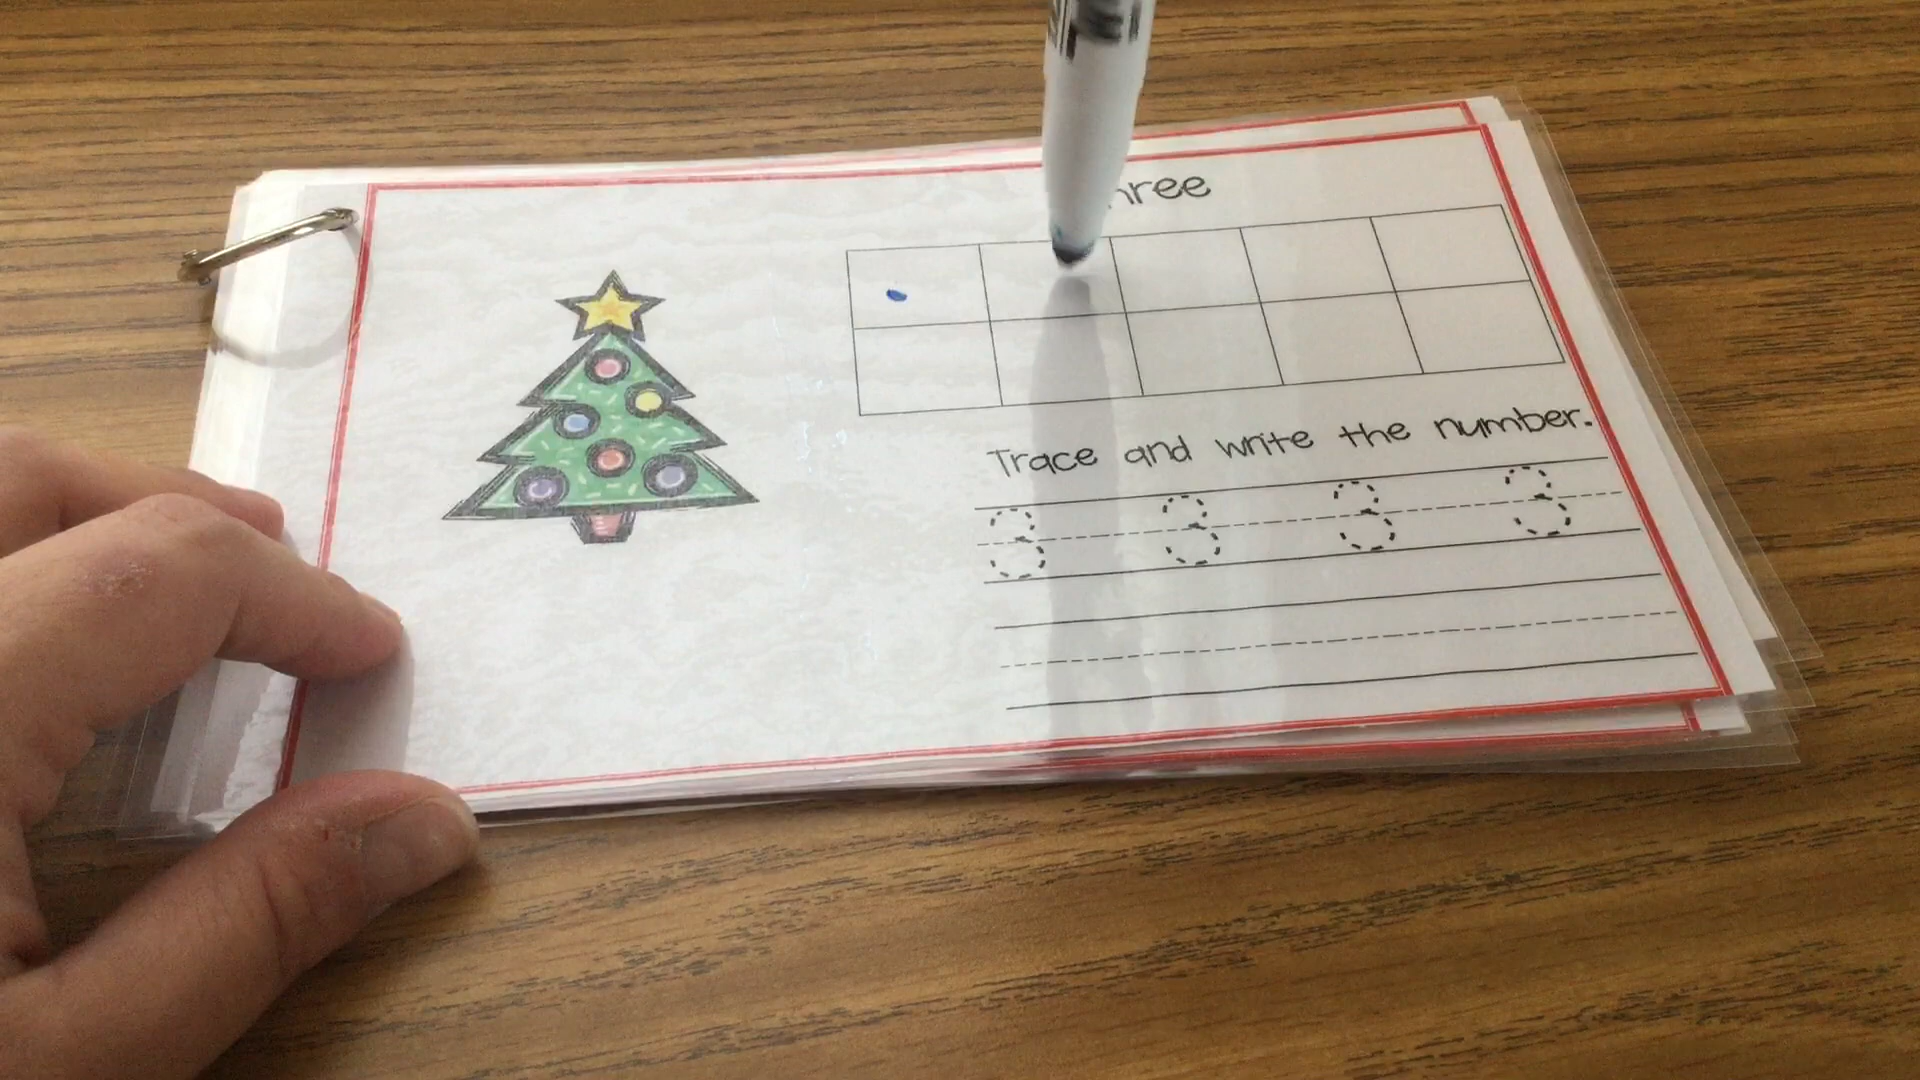 hree
Trace and write the number.
3 3 3 3